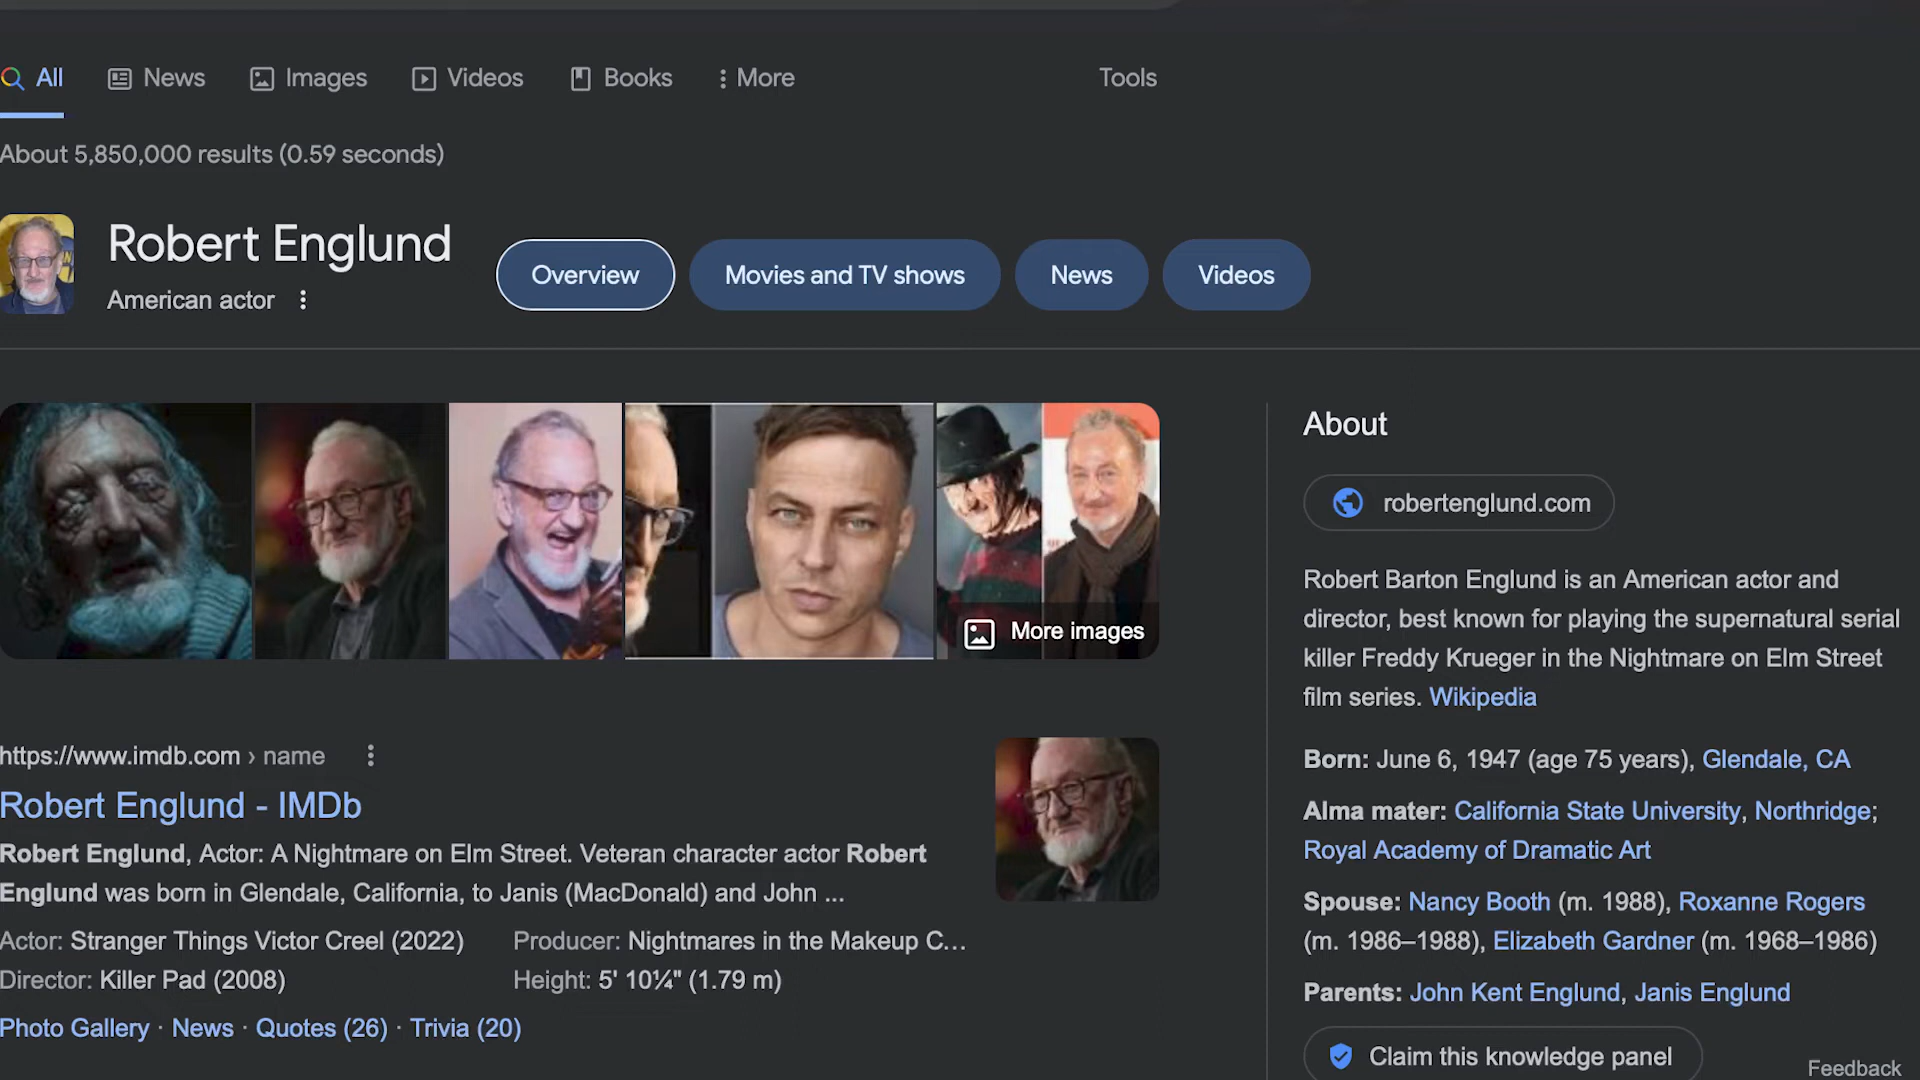 All
News
Images
Videos
Books
More
Tools
About 5,850,000 results (0.59 seconds)
Robert Englund
American actor
Overview
Movies and TV shows
News
Videos
More images
https://www.imdb.com › name
Robert Englund - IMDb
Robert Englund, Actor: A Nightmare on Elm Street. Veteran character actor Robert
Englund was born in Glendale, California, to Janis (MacDonald) and John ...
Actor: Stranger Things Victor Creel (2022)
Producer: Nightmares in the Makeup C...
Director: Killer Pad (2008)
Height: 5' 10¼" (1.79 m)
Photo Gallery · News · Quotes (26) · Trivia (20)
About
robertenglund.com
Robert Barton Englund is an American actor and
director, best known for playing the supernatural serial
killer Freddy Krueger in the Nightmare on Elm Street
film series. Wikipedia
Born: June 6, 1947 (age 75 years), Glendale, CA
Alma mater: California State University, Northridge;
Royal Academy of Dramatic Art
Spouse: Nancy Booth (m. 1988), Roxanne Rogers
(m. 1986–1988), Elizabeth Gardner (m. 1968–1986)
Parents: John Kent Englund, Janis Englund
Claim this knowledge panel
Feedback